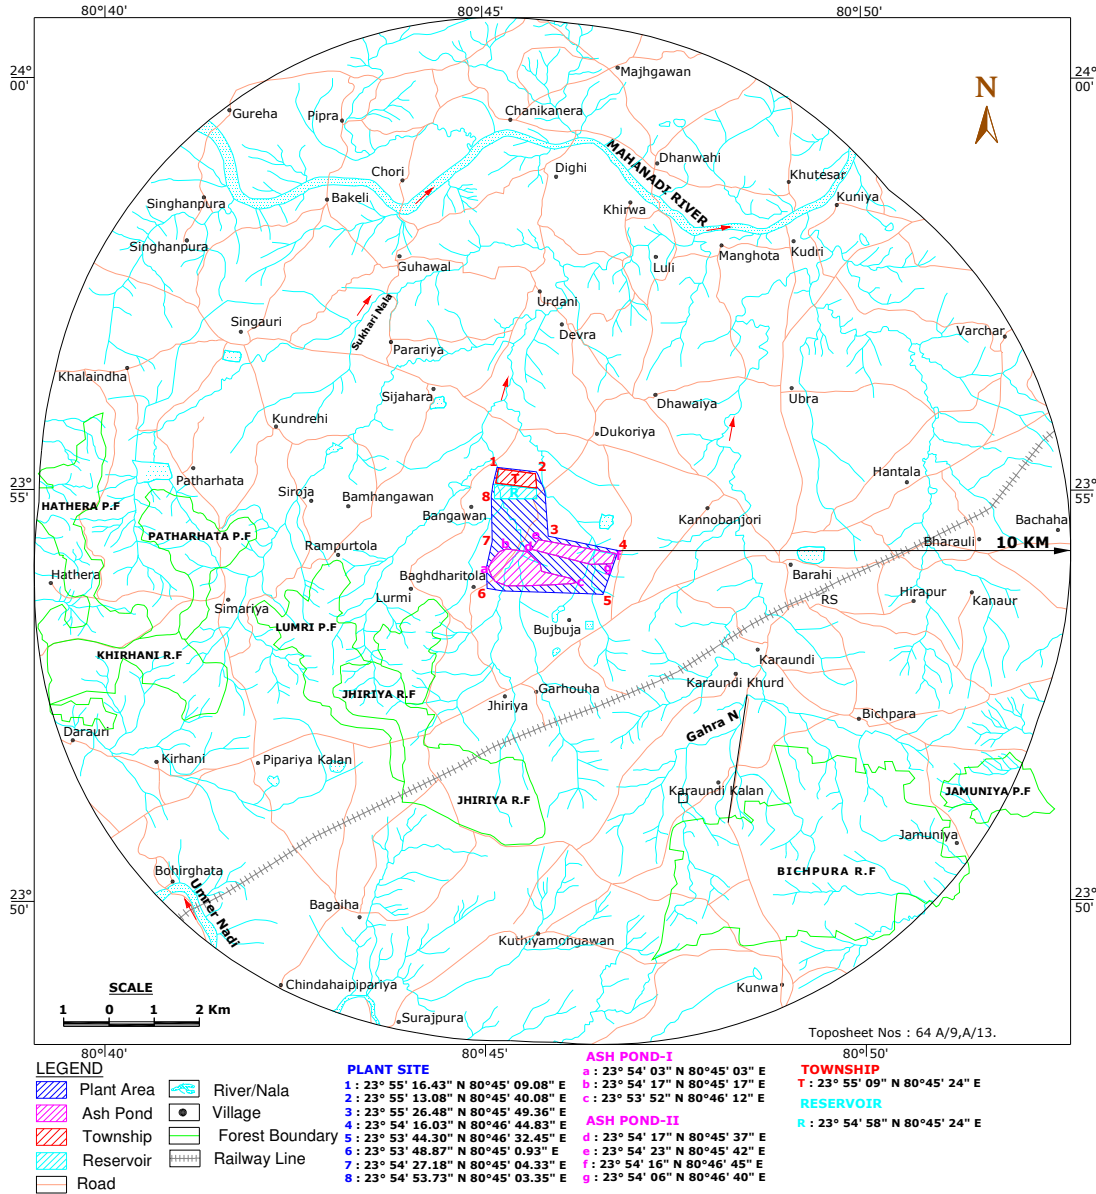 80°40'
80°45'
80°50'
24°
00'
24°
00'
N
Majhgawan
Gureha
Pipra
Chanikanera
MAHANADI RIVER
Dhanwahi
Dighi
Chori
Khutesar
Singhanpura
Bakeli
Khirwa
Kuniya
Singhanpura
Guhawal
Luli
Manghota
Kudri
Urdani
Sukhari Nala
Singauri
Devra
Varchar
Parariya
Khalaindha
Sijahara
Dhawaiya
Ubra
Kundrehi
Dukoriya
1
2
T
R
8
Patharhata
Hantala
23°
55'
23°
55'
HATHERA P.F
Siroja
Bamhangawan
Bangawan
Kannobanjori
Bachaha
PATHARHATA P.F
3
4
7
Bharauli
10 KM
Rampurtola
b
d
e
f
g
a
c
Hathera
Baghdharitola
Barahi
6
5
Lurmi
RS
Hirapur
Kanaur
Simariya
LUMRI P.F
Bujbuja
KHIRHANI R.F
Karaundi
Karaundi Khurd
JHIRIYA R.F
Garhouha
Jhiriya
Gahra N
Bichpara
Darauri
Kirhani
Pipariya Kalan
Karaundi Kalan
JHIRIYA R.F
JAMUNIYA P.F
Jamuniya
Bohirghata
BICHPURA R.F
Umrer Nadi
23°
50'
23°
50'
Bagaiha
Kuthiyamohgawan
Chindahaipipariya
Kunwa
SCALE
1 0 1 2 Km
Surajpura
Toposheet Nos : 64 A/9,A/13.
80°40'
80°45'
80°50'
LEGEND
Plant Area
River/Nala
Ash Pond
Village
Township
Forest Boundary
Reservoir
Railway Line
Road
PLANT SITE
1 : 23° 55' 16.43" N 80°45' 09.08" E
2 : 23° 55' 13.08" N 80°45' 40.08" E
3 : 23° 55' 26.48" N 80°45' 49.36" E
4 : 23° 54' 16.03" N 80°46' 44.83" E
5 : 23° 53' 44.30" N 80°46' 32.45" E
6 : 23° 53' 48.87" N 80°45' 0.93" E
7 : 23° 54' 27.18" N 80°45' 04.33" E
8 : 23° 54' 53.73" N 80°45' 03.35" E
ASH POND-I
a : 23° 54' 03" N 80°45' 03" E
b : 23° 54' 17" N 80°45' 17" E
c : 23° 53' 52" N 80°46' 12" E
ASH POND-II
d : 23° 54' 17" N 80°45' 37" E
e : 23° 54' 23" N 80°45' 42" E
f : 23° 54' 16" N 80°46' 45" E
g : 23° 54' 06" N 80°46' 40" E
TOWNSHIP
T : 23° 55' 09" N 80°45' 24" E
RESERVOIR
R : 23° 54' 58" N 80°45' 24" E